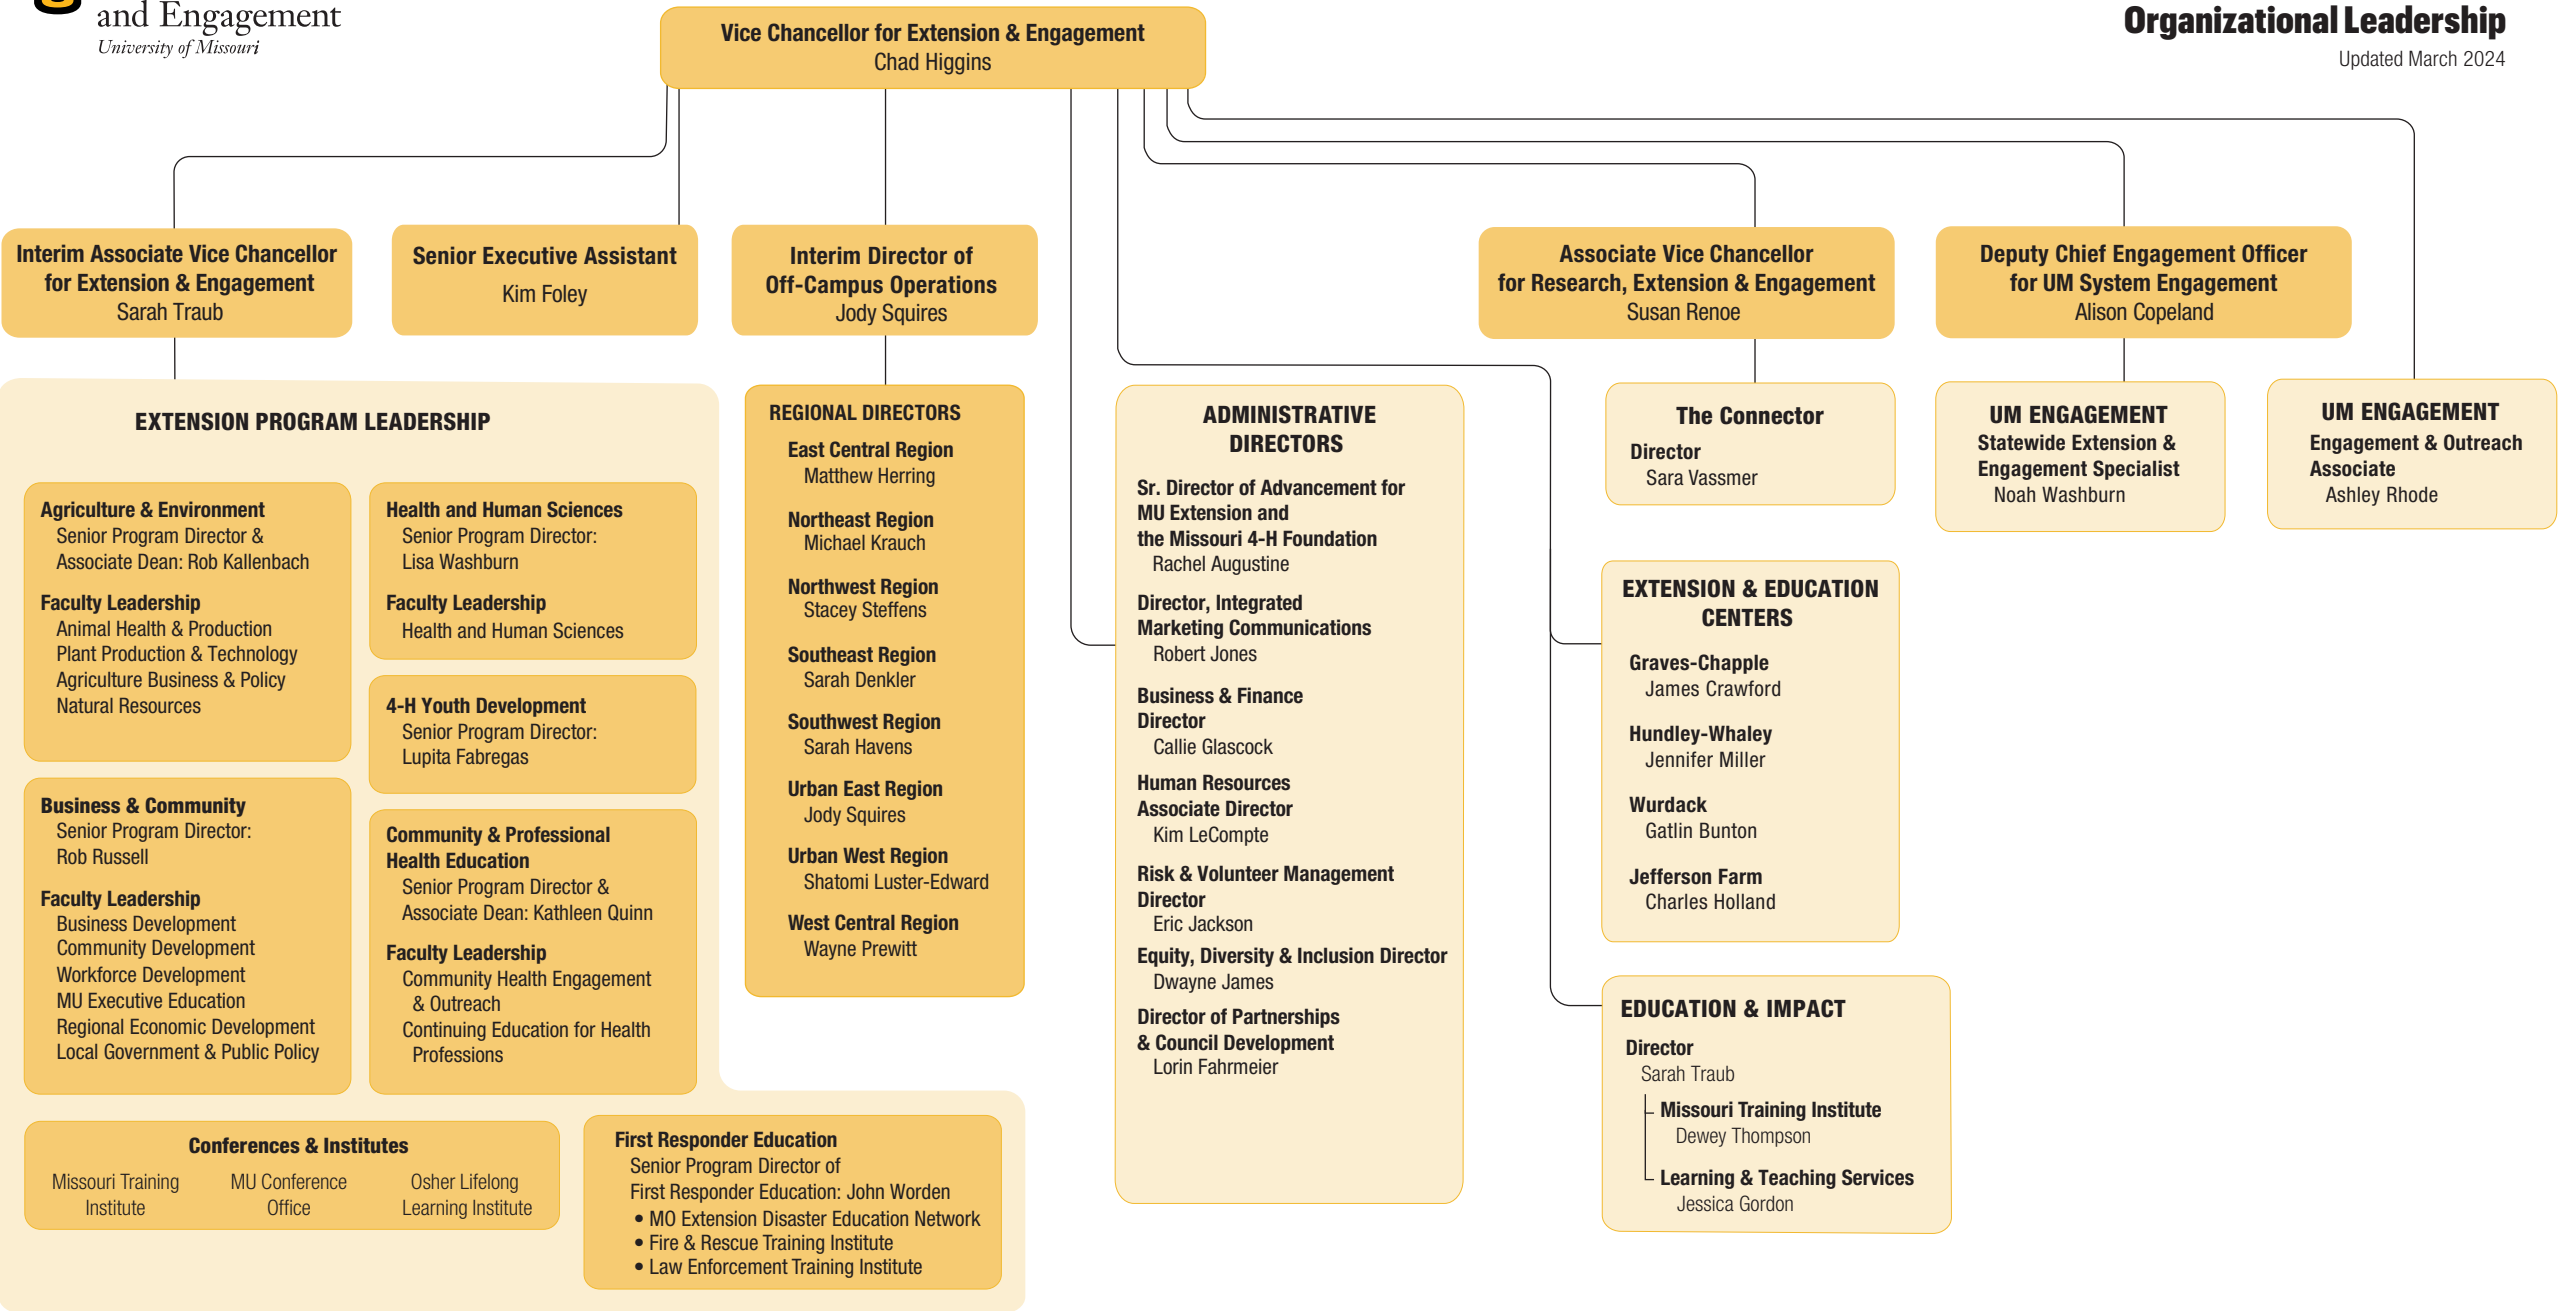 and Engagement
University of Missouri
Organizational Leadership
Updated March 2024
Vice Chancellor for Extension & Engagement
Chad Higgins
Interim Associate Vice Chancellor
for Extension & Engagement
Sarah Traub
Senior Executive Assistant
Kim Foley
Interim Director of
Off-Campus Operations
Jody Squires
Associate Vice Chancellor
for Research, Extension & Engagement
Susan Renoe
Deputy Chief Engagement Officer
for UM System Engagement
Alison Copeland
EXTENSION PROGRAM LEADERSHIP
Agriculture & Environment
Senior Program Director &
Associate Dean: Rob Kallenbach
Faculty Leadership
Animal Health & Production
Plant Production & Technology
Agriculture Business & Policy
Natural Resources
Business & Community
Senior Program Director:
Rob Russell
Faculty Leadership
Business Development
Community Development
Workforce Development
MU Executive Education
Regional Economic Development
Local Government & Public Policy
Health and Human Sciences
Senior Program Director:
Lisa Washburn
Faculty Leadership
Health and Human Sciences
4-H Youth Development
Senior Program Director:
Lupita Fabregas
Community & Professional
Health Education
Senior Program Director &
Associate Dean: Kathleen Quinn
Faculty Leadership
Community Health Engagement
& Outreach
Continuing Education for Health
Professions
Conferences & Institutes
Missouri Training
Institute
MU Conference
Office
Osher Lifelong
Learning Institute
First Responder Education
Senior Program Director of
First Responder Education: John Worden
• MO Extension Disaster Education Network
• Fire & Rescue Training Institute
• Law Enforcement Training Institute
REGIONAL DIRECTORS
East Central Region
Matthew Herring
Northeast Region
Michael Krauch
Northwest Region
Stacey Steffens
Southeast Region
Sarah Denkler
Southwest Region
Sarah Havens
Urban East Region
Jody Squires
Urban West Region
Shatomi Luster-Edward
West Central Region
Wayne Prewitt
ADMINISTRATIVE
DIRECTORS
Sr. Director of Advancement for
MU Extension and
the Missouri 4-H Foundation
Rachel Augustine
Director, Integrated
Marketing Communications
Robert Jones
Business & Finance
Director
Callie Glascock
Human Resources
Associate Director
Kim LeCompte
Risk & Volunteer Management
Director
Eric Jackson
Equity, Diversity & Inclusion Director
Dwayne James
Director of Partnerships
& Council Development
Lorin Fahrmeier
The Connector
Director
Sara Vassmer
UM ENGAGEMENT
Statewide Extension &
Engagement Specialist
Noah Washburn
UM ENGAGEMENT
Engagement & Outreach
Associate
Ashley Rhode
EXTENSION & EDUCATION
CENTERS
Graves-Chapple
James Crawford
Hundley-Whaley
Jennifer Miller
Wurdack
Gatlin Bunton
Jefferson Farm
Charles Holland
EDUCATION & IMPACT
Director
Sarah Traub
Missouri Training Institute
Dewey Thompson
Learning & Teaching Services
Jessica Gordon